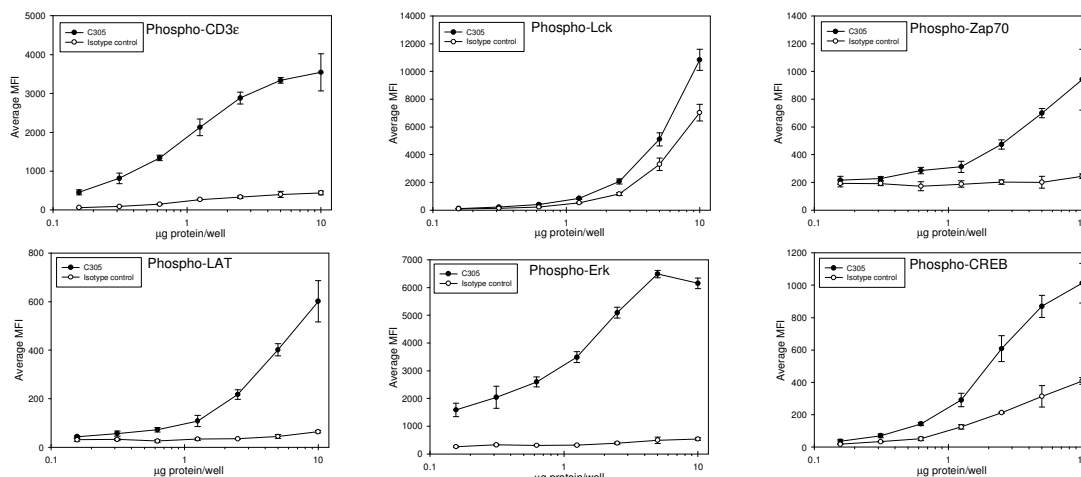 Phospho-CD3ε
C305
Isotype control
Average MFI
5000
4000
3000
2000
1000
0
0.1
1
10
µg protein/well
Phospho-Lck
C305
Isotype control
Average MFI
14000
12000
10000
8000
6000
4000
2000
0
0.1
1
10
µg protein/well
Phospho-Zap70
C305
Isotype control
Average MFI
1400
1200
1000
800
600
400
200
0
0.1
1
µg protein/well
Phospho-LAT
C305
Isotype control
Average MFI
800
600
400
200
0
0.1
1
10
µg protein/well
Phospho-Erk
C305
Isotype control
Average MFI
7000
6000
5000
4000
3000
2000
1000
0
0.1
1
10
µg protein/well
Phospho-CREB
C305
Isotype control
Average MFI
1200
1000
800
600
400
200
0
0.1
1
µg protein/well